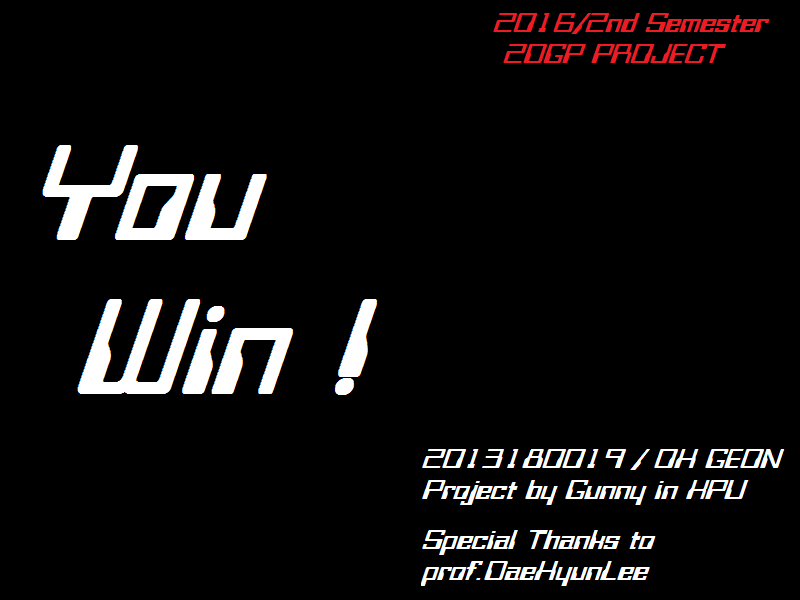 2016/2nd Semester
2DGP PROJECT
You
Win !
2013180019 / OH GEON
Project by Gunny in KPU
Special Thanks to
prof.DaeHyunLee